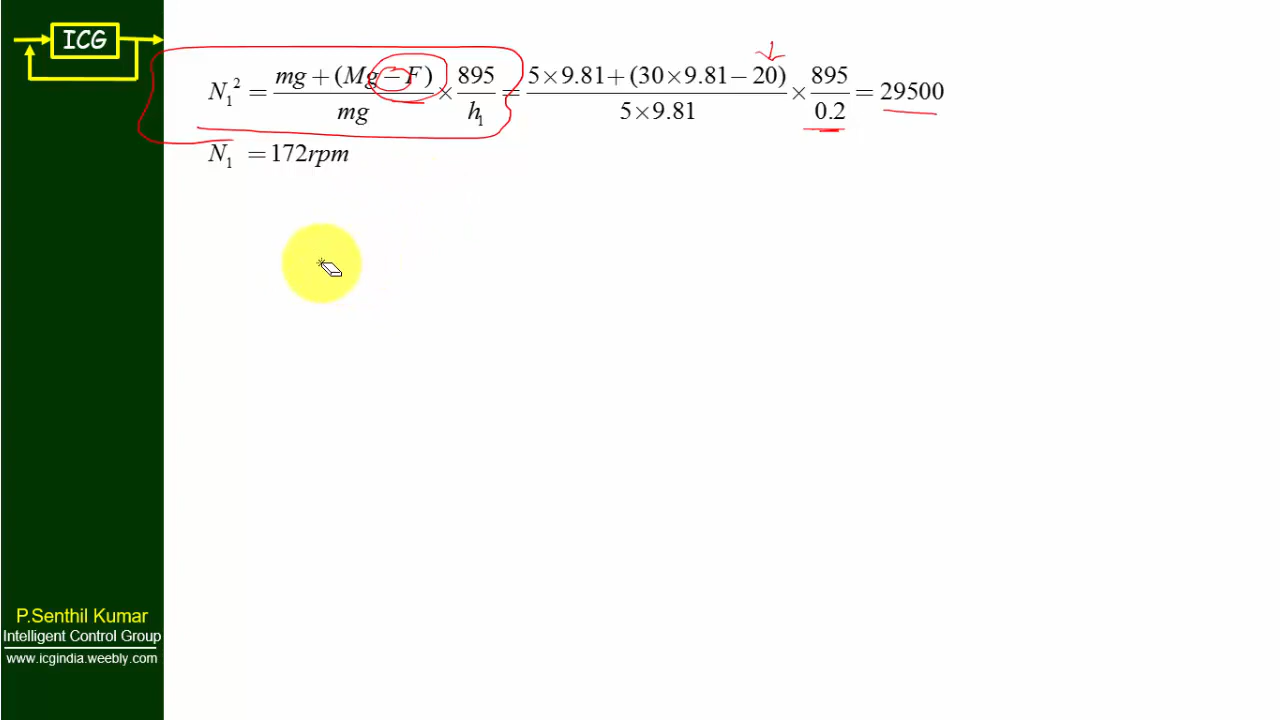 ICG
N₁² = mg + (Mg − F) / mg × 895 / h₁ = 5×9.81+(30×9.81−20) / 5×9.81 × 895 / 0.2 = 29500
N₁ = 172rpm
P.Senthil Kumar
Intelligent Control Group
www.icgindia.weebly.com